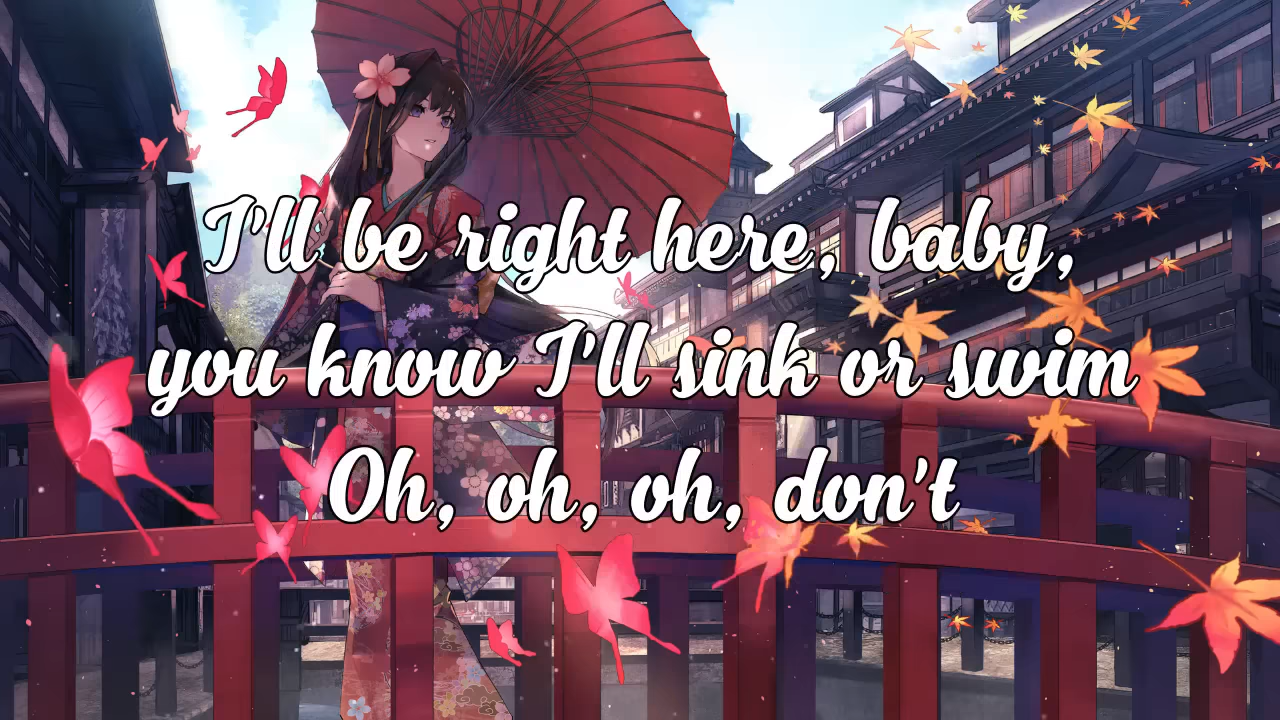 I'll be right here, baby,
you know I'll sink or swim
Oh, oh, oh, don't